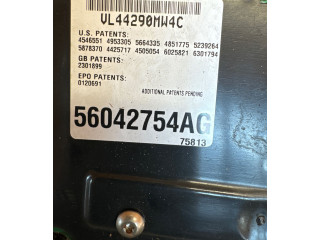 VL44290MW4C
U.S. PATENTS:
4546551 4953305 5664335 4851775 5239264
5878370 4425717 4505054 6025821 6301794
GB PATENTS:
2301899
EPO PATENTS:
0120691
ADDITIONAL PATENTS PENDING
56042754AG
75813